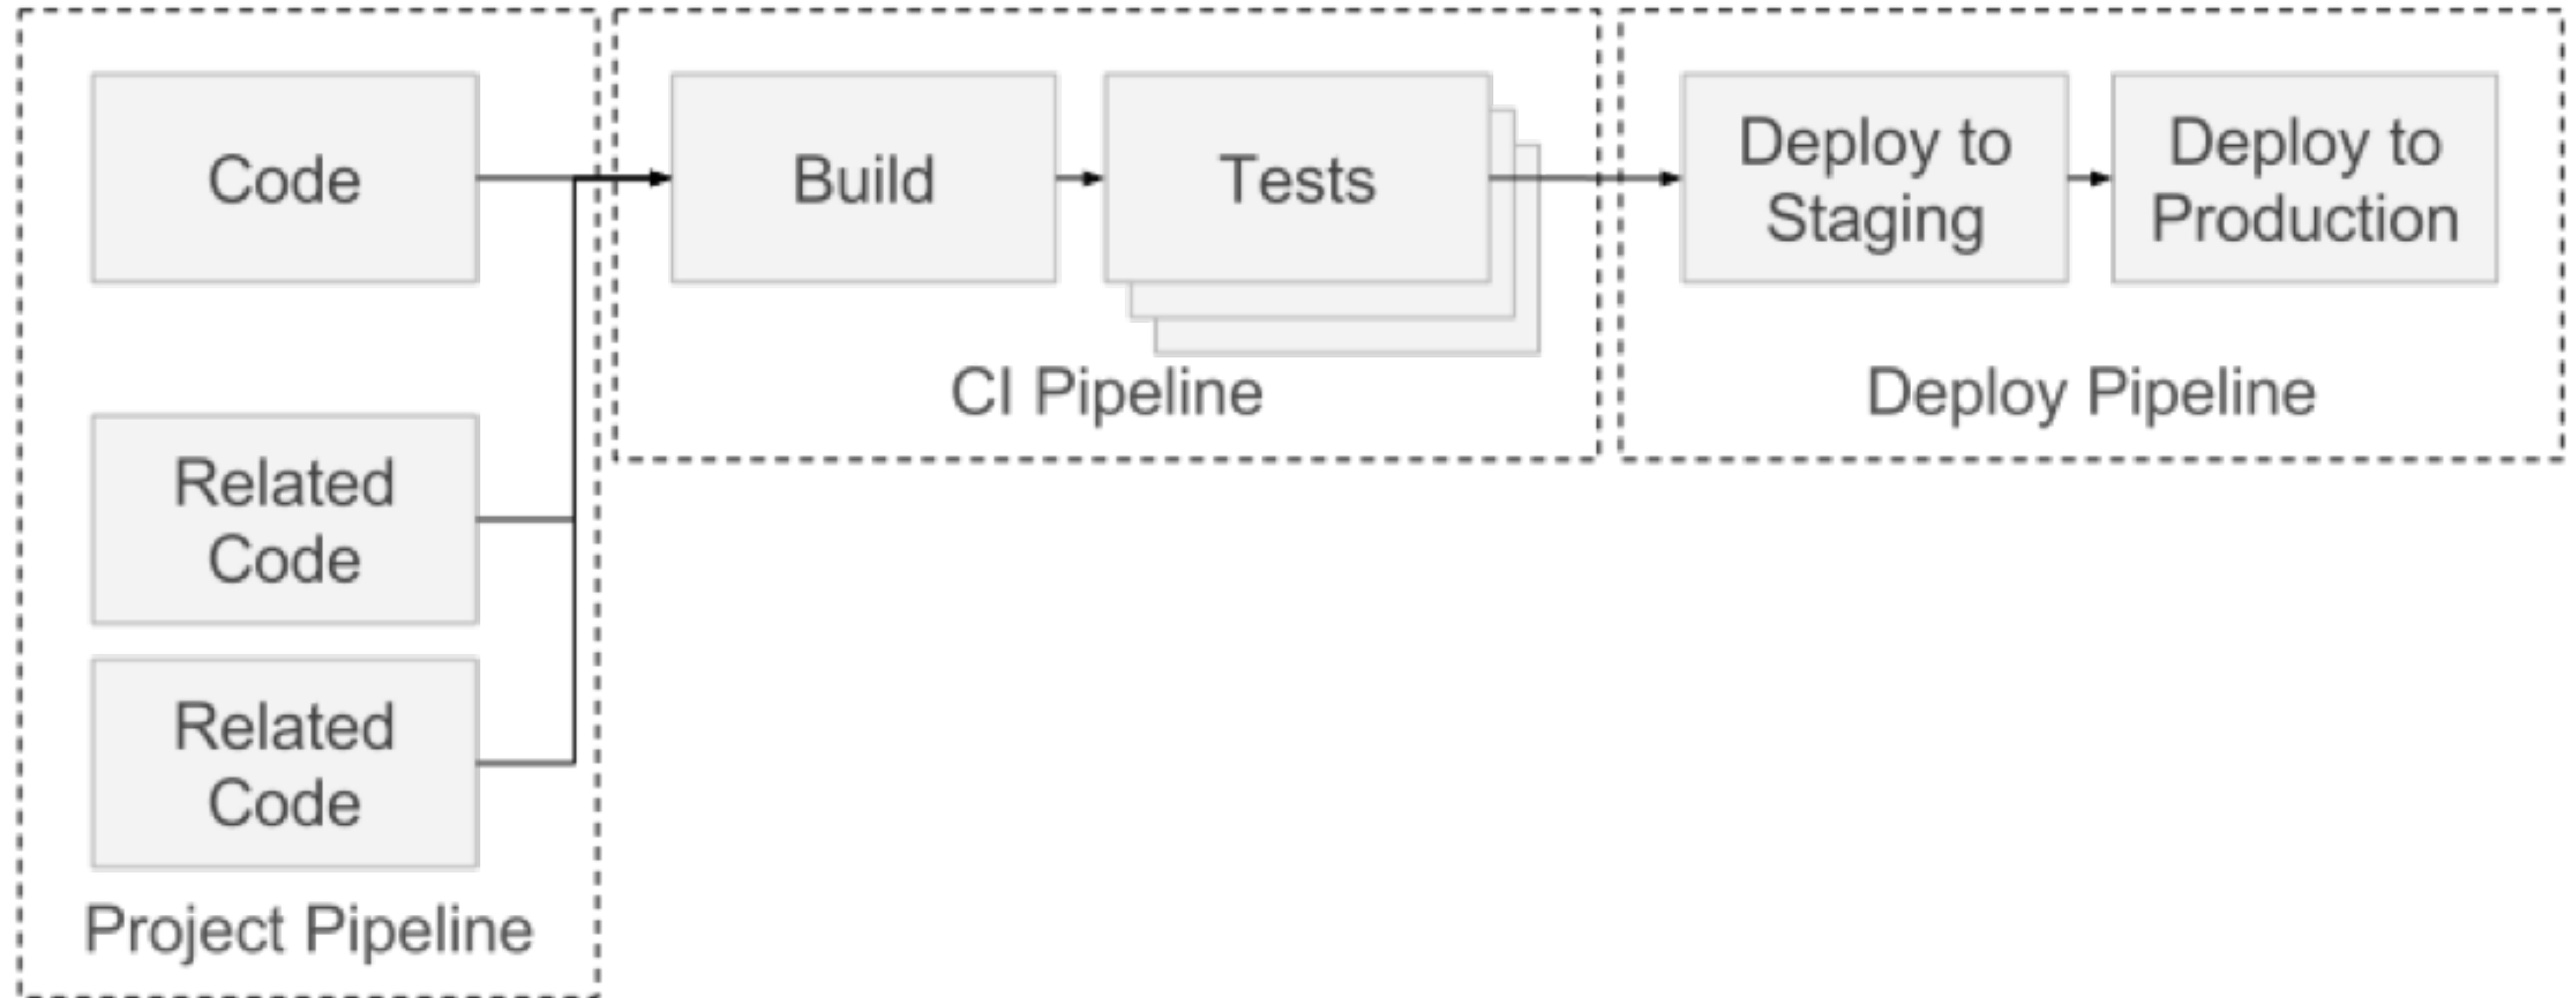 Code
Related
Code
Related
Code
Project Pipeline
Build
Tests
CI Pipeline
Deploy to
Staging
Deploy to
Production
Deploy Pipeline